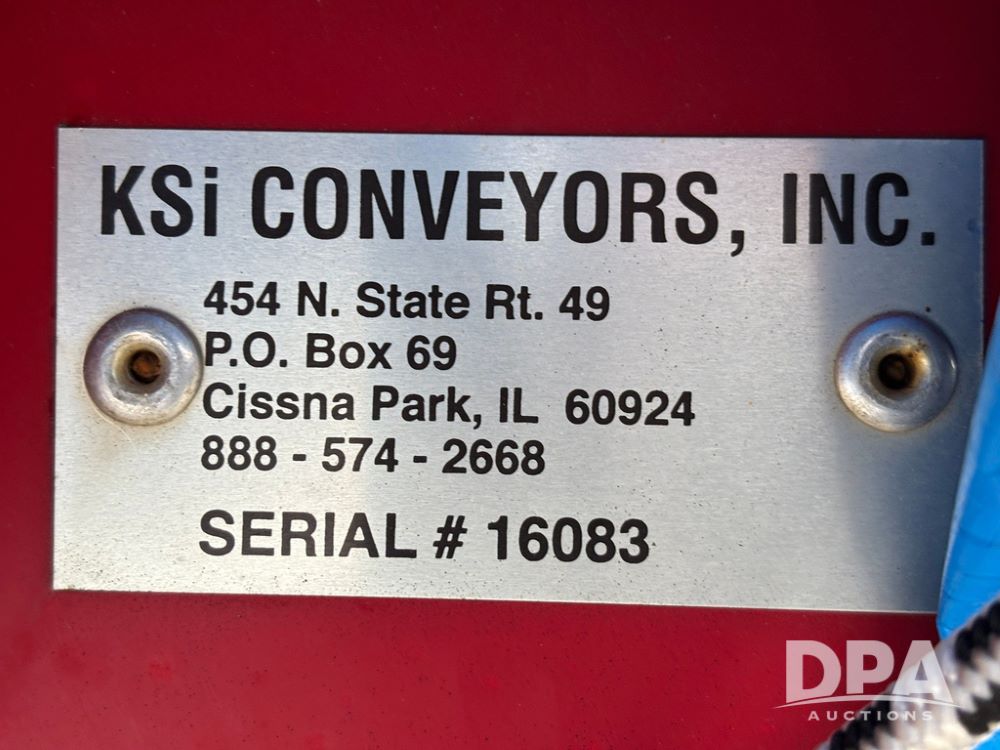 KSi CONVEYORS, INC.
454 N. State Rt. 49
P.O. Box 69
Cissna Park, IL 60924
888 - 574 - 2668
SERIAL # 16083
DPA
AUCTIONS